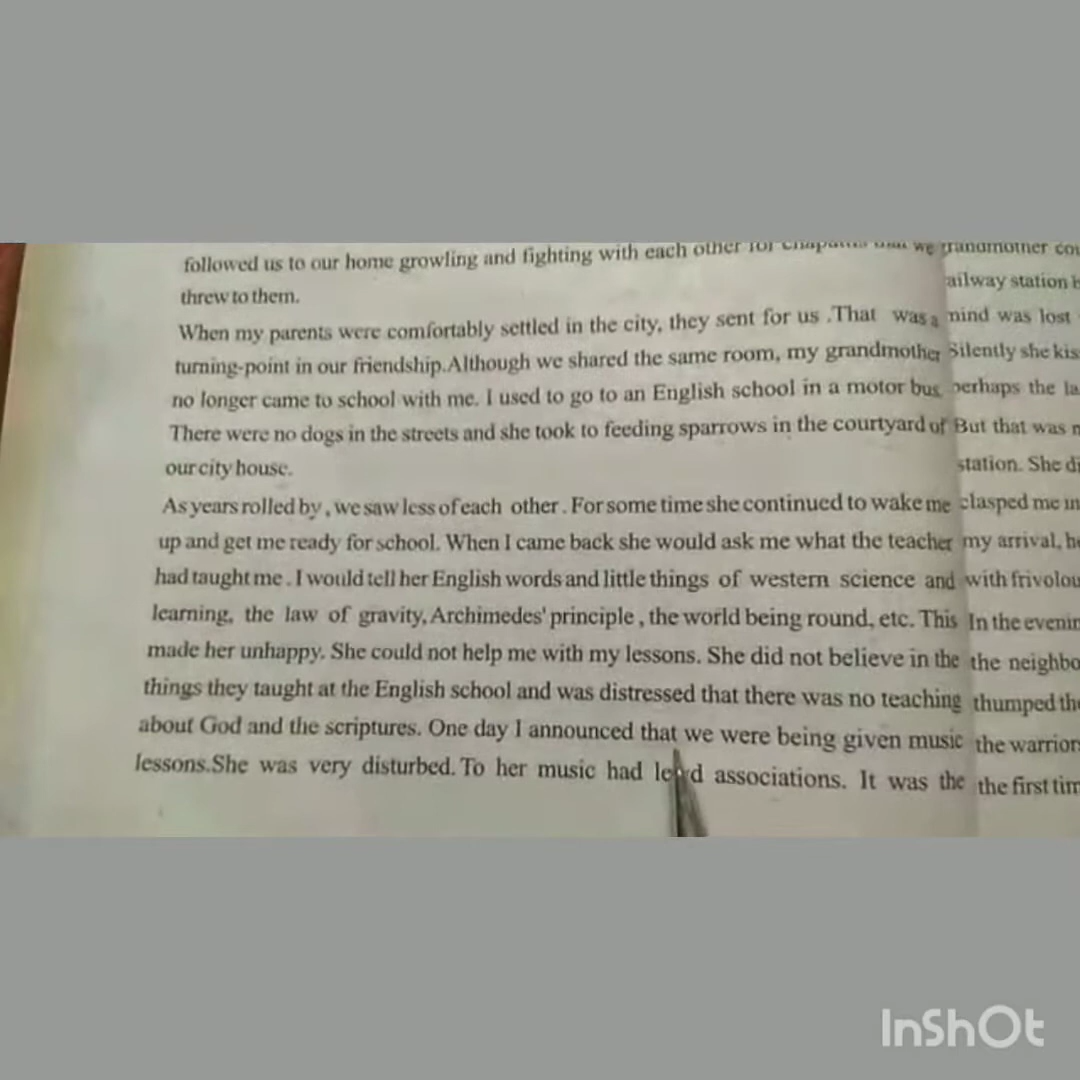 followed us to our home growling and fighting with each other for chapattis that we
threw to them.
When my parents were comfortably settled in the city, they sent for us .That was a
turning-point in our friendship.Although we shared the same room, my grandmother
no longer came to school with me. I used to go to an English school in a motor bus
There were no dogs in the streets and she took to feeding sparrows in the courtyard of
our city house.
As years rolled by , we saw less of each other . For some time she continued to wake me
up and get me ready for school. When I came back she would ask me what the teacher
had taught me . I would tell her English words and little things of western science and
learning, the law of gravity, Archimedes' principle , the world being round, etc. This
made her unhappy. She could not help me with my lessons. She did not believe in the
things they taught at the English school and was distressed that there was no teaching
about God and the scriptures. One day I announced that we were being given music
lessons.She was very disturbed. To her music had associations. It was the
grandmother
station
mind was lost
Silently she
perhaps the
But that was
station. She
clasped me
my arrival,
with
In the
the
thumped
the
the first
InShOt